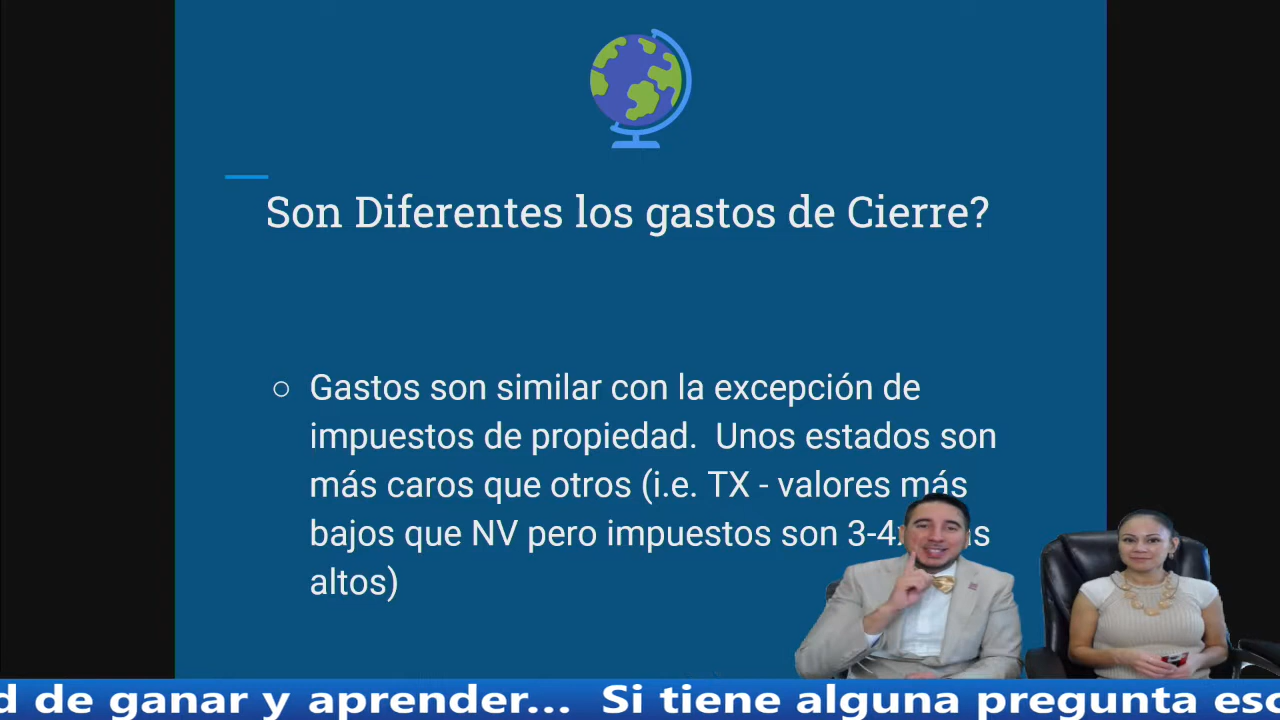 Son Diferentes los gastos de Cierre?
Gastos son similar con la excepción de
impuestos de propiedad. Unos estados son
más caros que otros (i.e. TX - valores más
bajos que NV pero impuestos son 3-4x
altos)
de ganar y aprender... Si tiene alguna pregunta